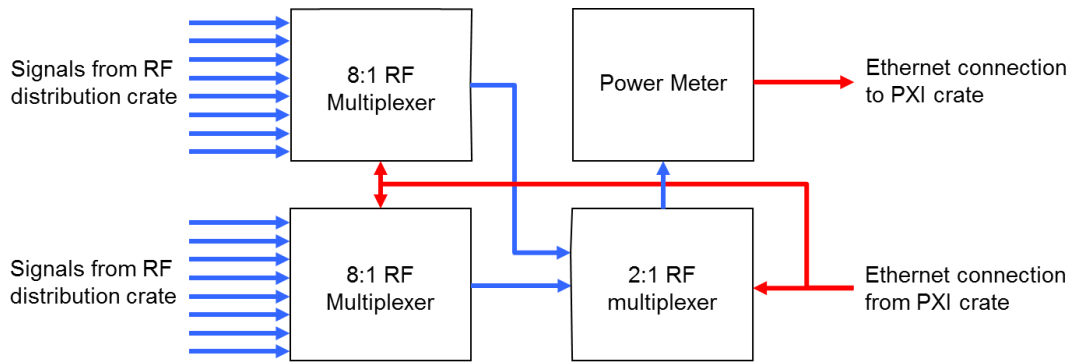 Signals from RF
distribution crate
8:1 RF
Multiplexer
Power Meter
Ethernet connection
to PXI crate
Signals from RF
distribution crate
8:1 RF
Multiplexer
2:1 RF
multiplexer
Ethernet connection
from PXI crate